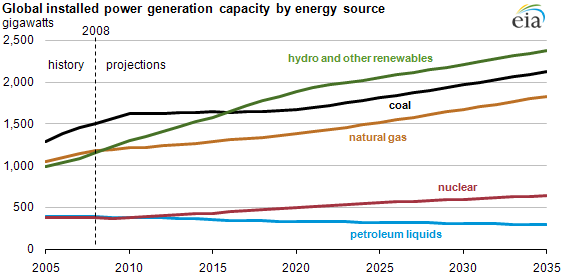 Global installed power generation capacity by energy source
gigawatts
eia
2,500
2008
history
projections
hydro and other renewables
2,000
coal
1,500
natural gas
1,000
nuclear
500
petroleum liquids
0
2005 2010 2015 2020 2025 2030 2035